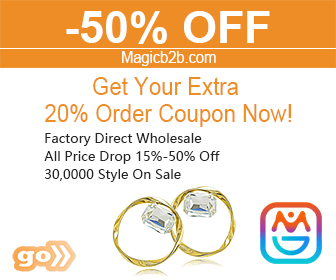 -50% OFF
Magicb2b.com
Get Your Extra
20% Order Coupon Now!
Factory Direct Wholesale
All Price Drop 15%-50% Off
30,0000 Style On Sale
go